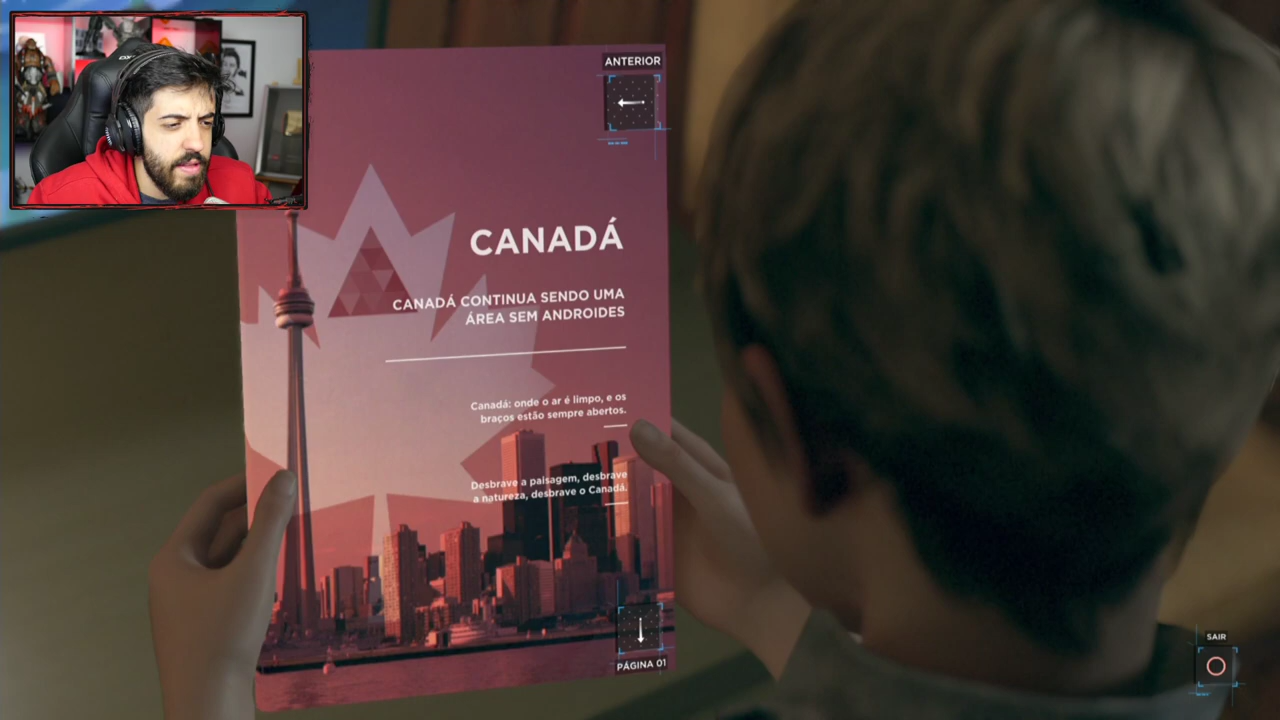 ANTERIOR
CANADÁ
CANADÁ CONTINUA SENDO UMA
ÁREA SEM ANDROIDES
Canadá: onde o ar é limpo, e os
braços estão sempre abertos.
Desbrave a paisagem, desbrave
a natureza, desbrave o Canadá.
PÁGINA 01
SAIR